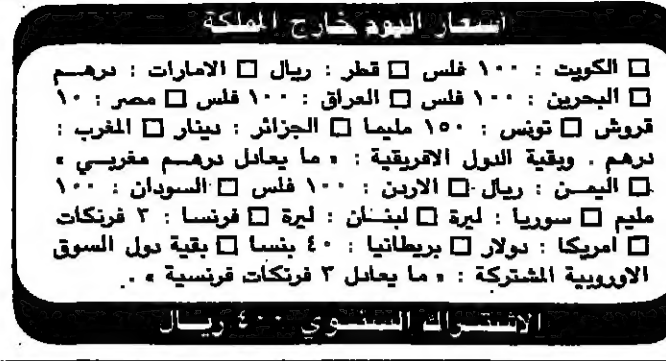 اسعار اليوم خارج المملكة
□ الكويت : ١٠٠ فلس □ قطر : ريال □ الامارات : درهم
□ البحرين : ١٠٠ فلس □ العراق : ١٠٠ فلس □ مصر : ١٠
قروش □ تونس : ١٥٠ مليما □ الجزائر : دينار □ المغرب :
درهم . وبقية الدول الافريقية : « ما يعادل درهم مغربي »
□ اليمن : ريال □ الاردن : ١٠٠ فلس □ السودان : ١٠٠
مليم □ سوريا : ليرة □ لبنان : ليرة □ فرنسا : ٣ فرنكات
□ امريكا : دولار □ بريطانيا : ٤٠ بنسا □ بقية دول السوق
الاوروبية المشتركة : « ما يعادل ٣ فرنكات فرنسية » .
الاشتراك السنوي ٤٠٠ ريال